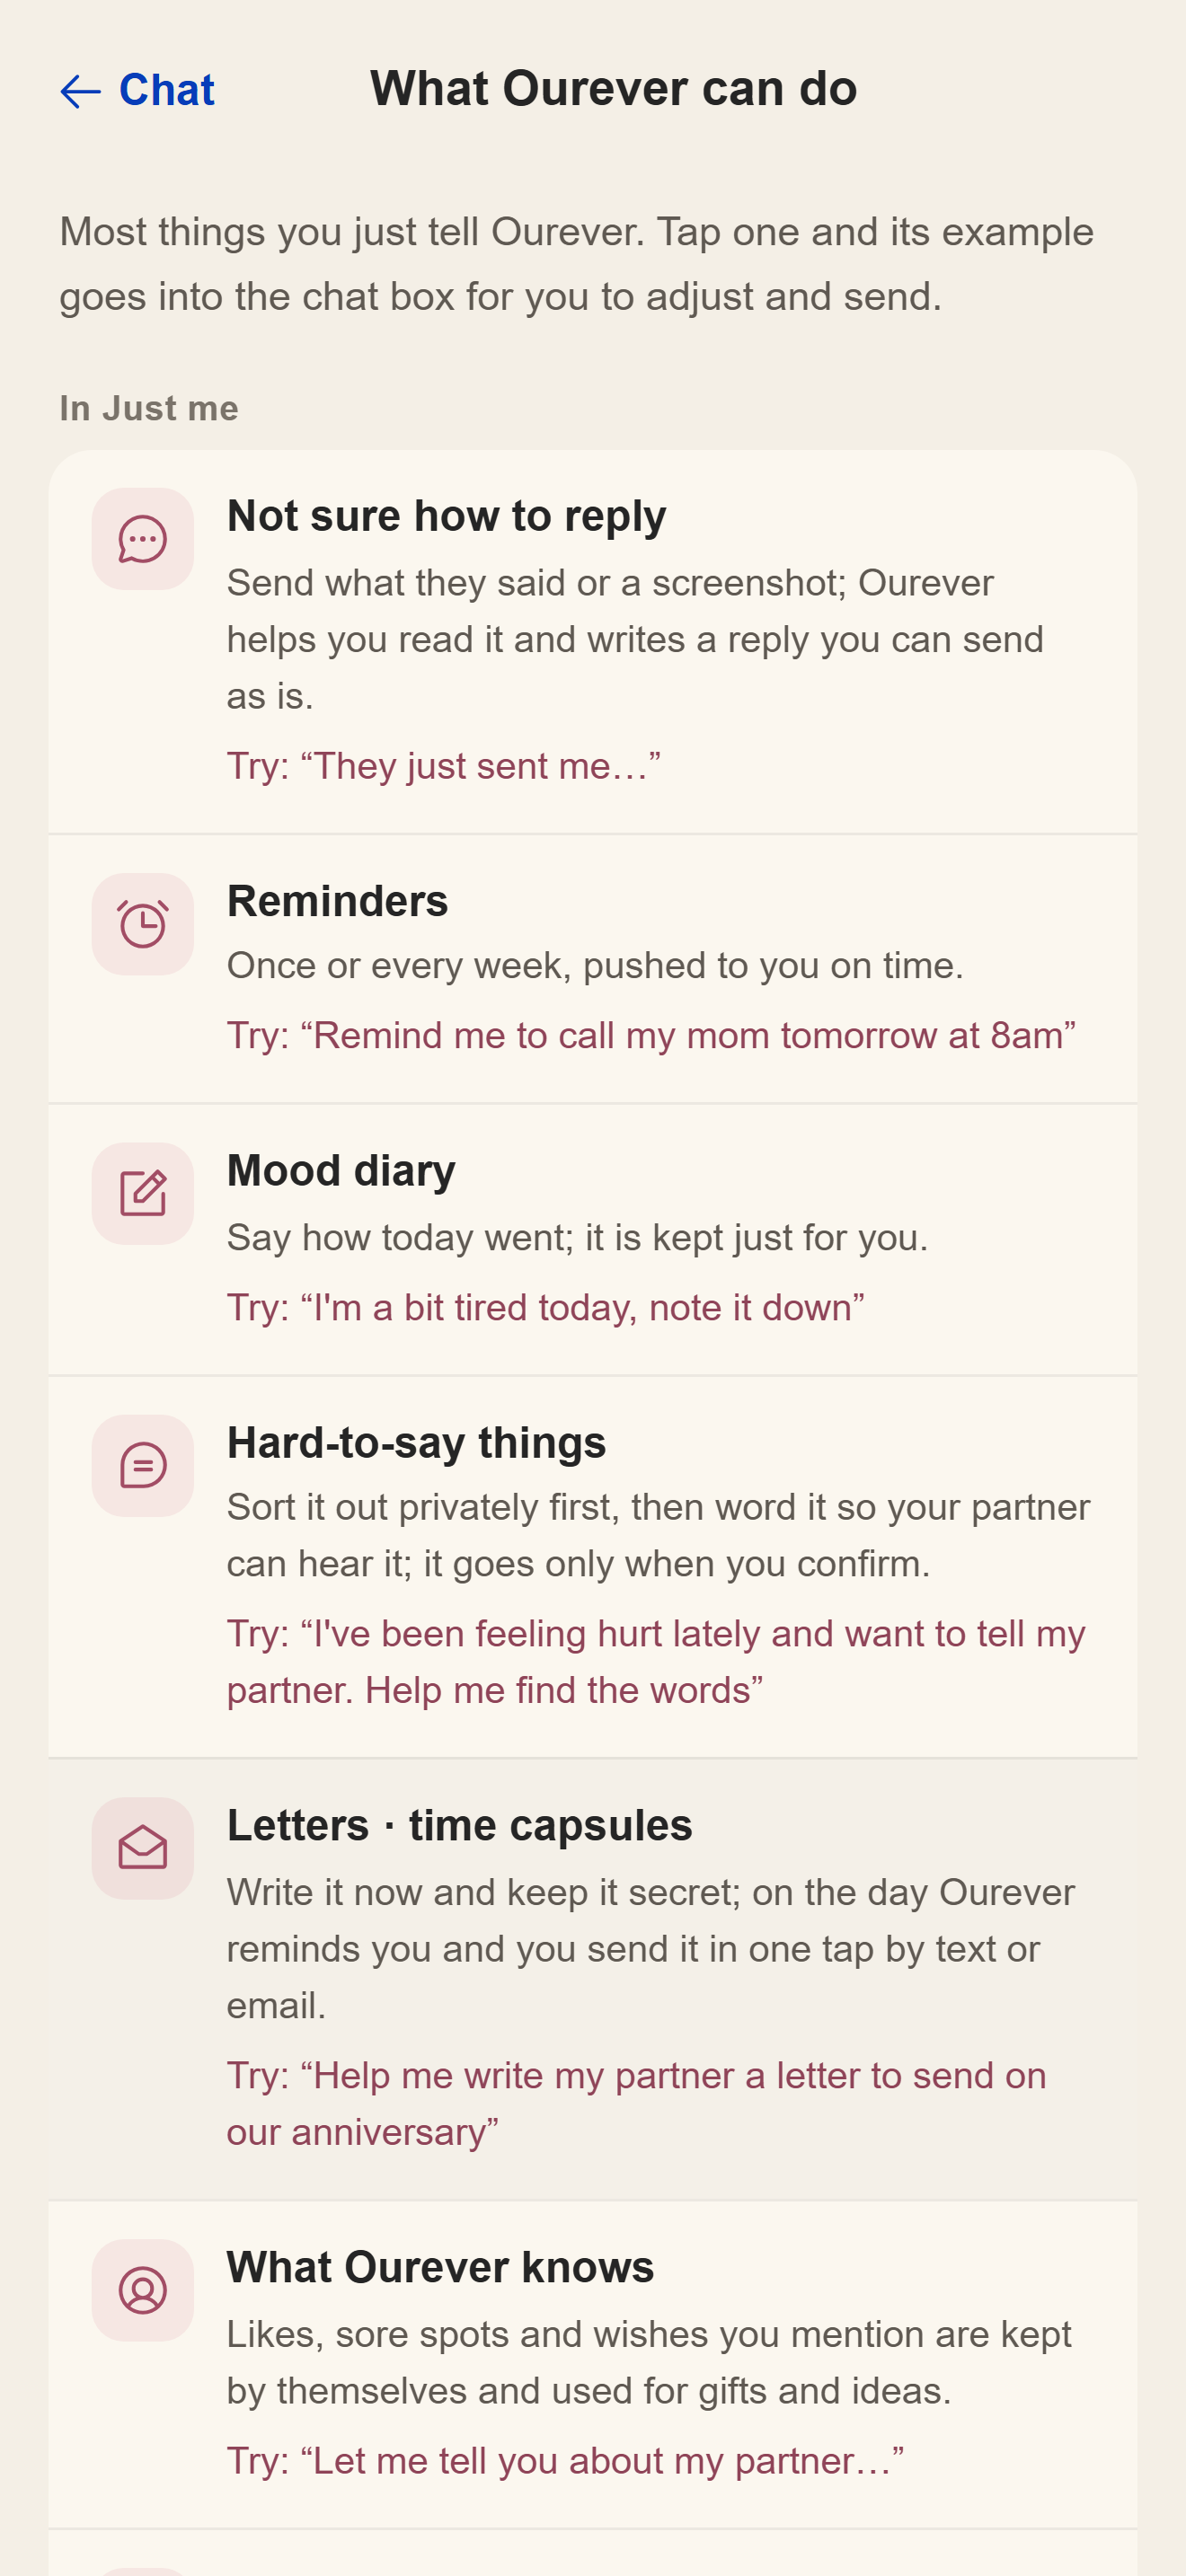 Chat
What Ourever can do
Most things you just tell Ourever. Tap one and its example
goes into the chat box for you to adjust and send.
In Just me
Not sure how to reply
Send what they said or a screenshot; Ourever
helps you read it and writes a reply you can send
as is.
Try: “They just sent me…”
Reminders
Once or every week, pushed to you on time.
Try: “Remind me to call my mom tomorrow at 8am”
Mood diary
Say how today went; it is kept just for you.
Try: “I'm a bit tired today, note it down”
Hard-to-say things
Sort it out privately first, then word it so your partner
can hear it; it goes only when you confirm.
Try: “I've been feeling hurt lately and want to tell my
partner. Help me find the words”
Letters · time capsules
Write it now and keep it secret; on the day Ourever
reminds you and you send it in one tap by text or
email.
Try: “Help me write my partner a letter to send on
our anniversary”
What Ourever knows
Likes, sore spots and wishes you mention are kept
by themselves and used for gifts and ideas.
Try: “Let me tell you about my partner…”